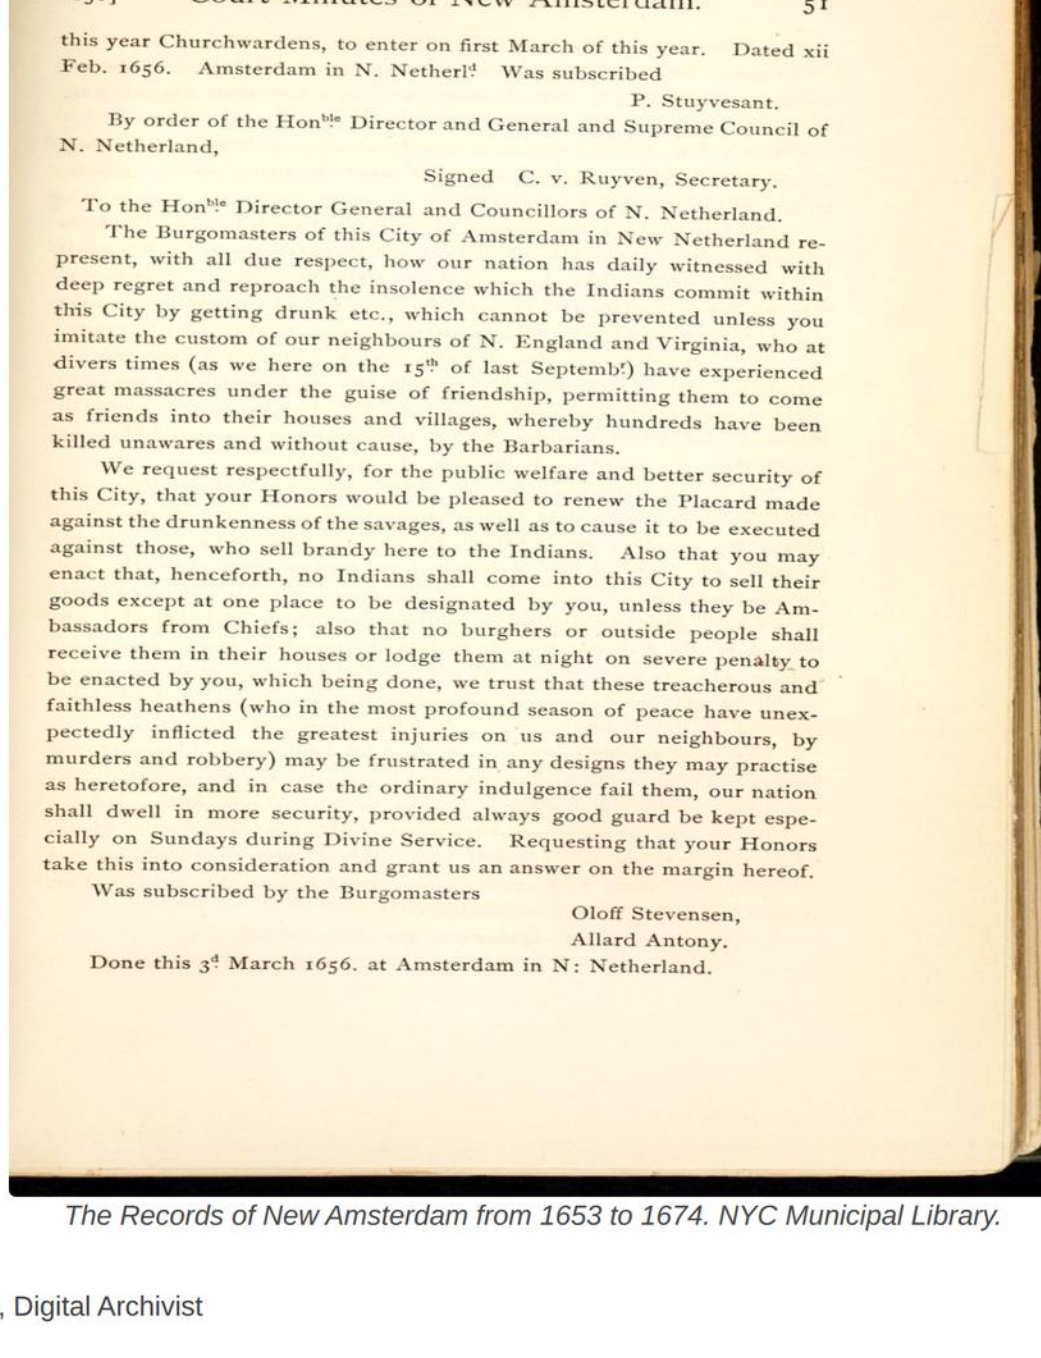 Court Minutes of New Amsterdam. 51
this year Churchwardens, to enter on first March of this year. Dated xii
Feb. 1656. Amsterdam in N. Netherl.d Was subscribed
P. Stuyvesant.
By order of the Honble Director and General and Supreme Council of
N. Netherland,
Signed C. v. Ruyven, Secretary.
To the Honble Director General and Councillors of N. Netherland.
The Burgomasters of this City of Amsterdam in New Netherland re-
present, with all due respect, how our nation has daily witnessed with
deep regret and reproach the insolence which the Indians commit within
this City by getting drunk etc., which cannot be prevented unless you
imitate the custom of our neighbours of N. England and Virginia, who at
divers times (as we here on the 15th of last Septembr) have experienced
great massacres under the guise of friendship, permitting them to come
as friends into their houses and villages, whereby hundreds have been
killed unawares and without cause, by the Barbarians.
We request respectfully, for the public welfare and better security of
this City, that your Honors would be pleased to renew the Placard made
against the drunkenness of the savages, as well as to cause it to be executed
against those, who sell brandy here to the Indians. Also that you may
enact that, henceforth, no Indians shall come into this City to sell their
goods except at one place to be designated by you, unless they be Am-
bassadors from Chiefs; also that no burghers or outside people shall
receive them in their houses or lodge them at night on severe penalty to
be enacted by you, which being done, we trust that these treacherous and
faithless heathens (who in the most profound season of peace have unex-
pectedly inflicted the greatest injuries on us and our neighbours, by
murders and robbery) may be frustrated in any designs they may practise
as heretofore, and in case the ordinary indulgence fail them, our nation
shall dwell in more security, provided always good guard be kept espe-
cially on Sundays during Divine Service. Requesting that your Honors
take this into consideration and grant us an answer on the margin hereof.
Was subscribed by the Burgomasters
Oloff Stevensen,
Allard Antony.
Done this 3d March 1656. at Amsterdam in N: Netherland.
The Records of New Amsterdam from 1653 to 1674. NYC Municipal Library.
, Digital Archivist